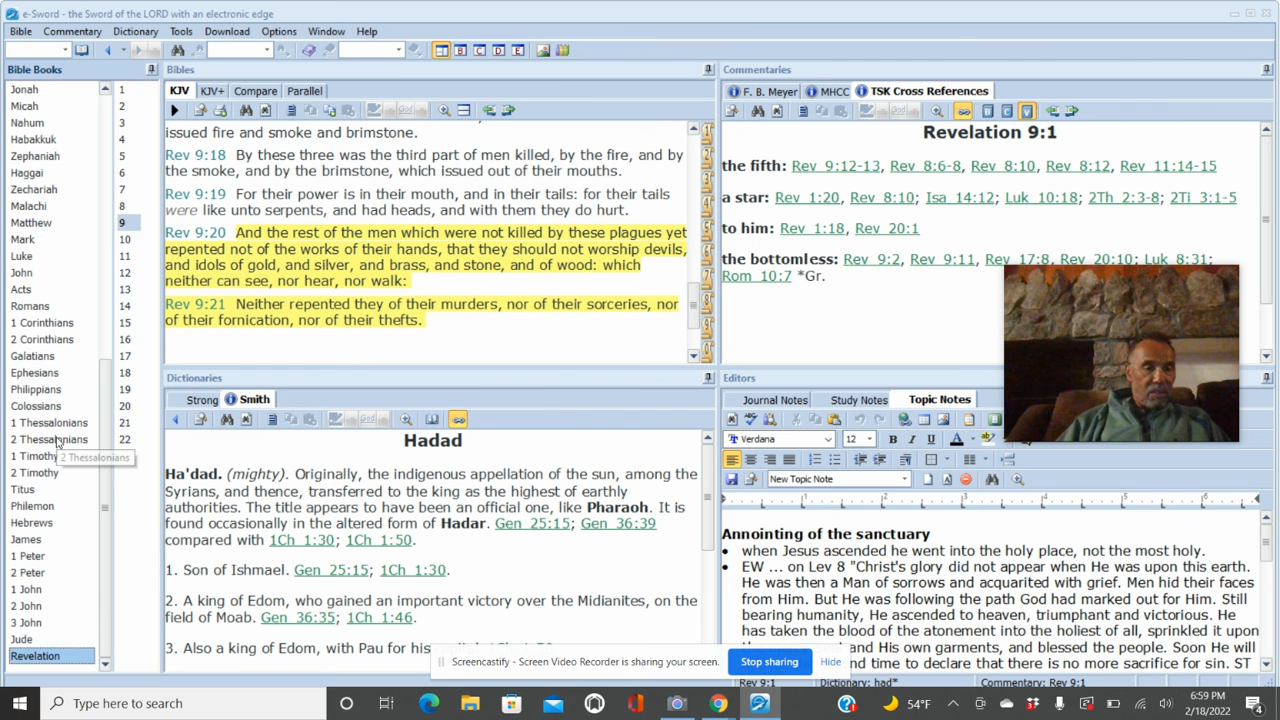 e-Sword - the Sword of the LORD with an electronic edge
Bible Commentary Dictionary Tools Download Options Window Help
B C D E
Bible Books
Jonah 1
Micah 2
Nahum 3
Habakkuk 4
Zephaniah 5
Haggai 6
Zechariah 7
Malachi 8
Matthew 9
Mark 10
Luke 11
John 12
Acts 13
Romans 14
1 Corinthians 15
2 Corinthians 16
Galatians 17
Ephesians 18
Philippians 19
Colossians 20
1 Thessalonians 21
2 Thessalonians 22
1 Timothy
2 Thessalonians
2 Timothy
Titus
Philemon
Hebrews
James
1 Peter
2 Peter
1 John
2 John
3 John
Jude
Revelation
Bibles
KJV KJV+ Compare Parallel
issued fire and smoke and brimstone.
Rev 9:18 By these three was the third part of men killed, by the fire, and by
the smoke, and by the brimstone, which issued out of their mouths.
Rev 9:19 For their power is in their mouth, and in their tails: for their tails
were like unto serpents, and had heads, and with them they do hurt.
Rev 9:20 And the rest of the men which were not killed by these plagues yet
repented not of the works of their hands, that they should not worship devils,
and idols of gold, and silver, and brass, and stone, and of wood: which
neither can see, nor hear, nor walk:
Rev 9:21 Neither repented they of their murders, nor of their sorceries, nor
of their fornication, nor of their thefts.
Commentaries
F. B. Meyer MHCC TSK Cross References
Revelation 9:1
the fifth: Rev 9:12-13, Rev 8:6-8, Rev 8:10, Rev 8:12, Rev 11:14-15
a star: Rev 1:20, Rev 8:10; Isa 14:12; Luk 10:18; 2Th 2:3-8; 2Ti 3:1-5
to him: Rev 1:18, Rev 20:1
the bottomless: Rev 9:2, Rev 9:11, Rev 17:8, Rev 20:10; Luk 8:31;
Rom 10:7 *Gr.
Dictionaries
Strong Smith
Hadad
Ha'dad. (mighty). Originally, the indigenous appellation of the sun, among the
Syrians, and thence, transferred to the king as the highest of earthly
authorities. The title appears to have been an official one, like Pharaoh. It is
found occasionally in the altered form of Hadar. Gen 25:15; Gen 36:39
compared with 1Ch 1:30; 1Ch 1:50.
1. Son of Ishmael. Gen 25:15; 1Ch 1:30.
2. A king of Edom, who gained an important victory over the Midianites, on the
field of Moab. Gen 36:35; 1Ch 1:46.
3. Also a king of Edom, with Pau for his
Editors
Journal Notes Study Notes Topic Notes
Verdana 12 B I U A ab
New Topic Note
1 2 3 4 5 6
Annointing of the sanctuary
• when Jesus ascended he went into the holy place, not the most holy.
• EW ... on Lev 8 "Christ's glory did not appear when He was upon this earth.
He was then a Man of sorrows and acquarited with grief. Men hid their faces
from Him. But He was following the path God had marked out for Him. Still
bearing humanity, He ascended to heaven, triumphant and victorious. He
has taken the blood of the atonement into the holiest of all, sprinkled it upon
and His own garments, and blessed the people. Soon He will
nd time to declare that there is no more sacrifice for sin. ST
Screencastify - Screen Video Recorder is sharing your screen. Stop sharing Hide
Rev 9:1 Dictionary: had* Commentary: Rev 9:1
Type here to search
54°F
6:59 PM
2/18/2022
4